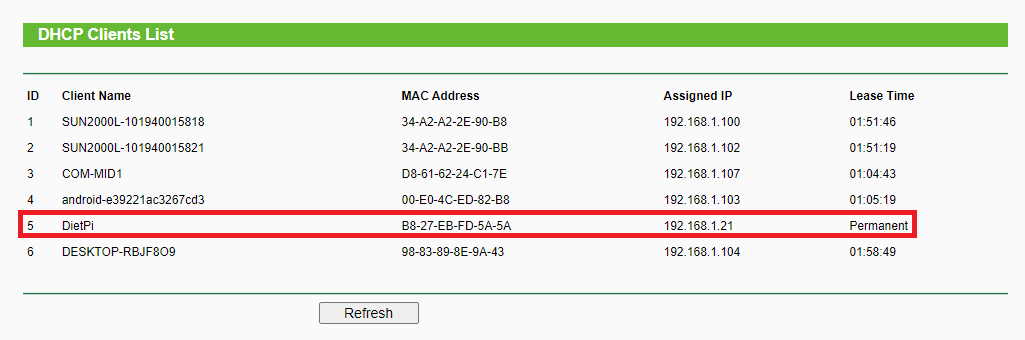 DHCP Clients List
ID Client Name MAC Address Assigned IP Lease Time
1 SUN2000L-101940015818 34-A2-A2-2E-90-B8 192.168.1.100 01:51:46
2 SUN2000L-101940015821 34-A2-A2-2E-90-BB 192.168.1.102 01:51:19
3 COM-MID1 D8-61-62-24-C1-7E 192.168.1.107 01:04:43
4 android-e39221ac3267cd3 00-E0-4C-ED-82-B8 192.168.1.103 01:05:19
5 DietPi B8-27-EB-FD-5A-5A 192.168.1.21 Permanent
6 DESKTOP-RBJF8O9 98-83-89-8E-9A-43 192.168.1.104 01:58:49
Refresh